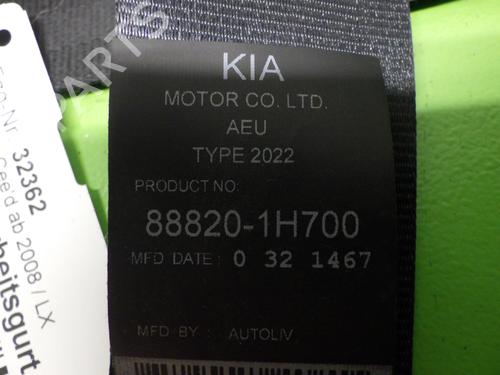 KIA
MOTOR CO. LTD.
AEU
TYPE 2022
PRODUCT NO:
88820-1H700
MFD DATE : 0 32 1467
MFD BY : AUTOLIV
32362
Cee'd ab 2008 / LX
PARTS